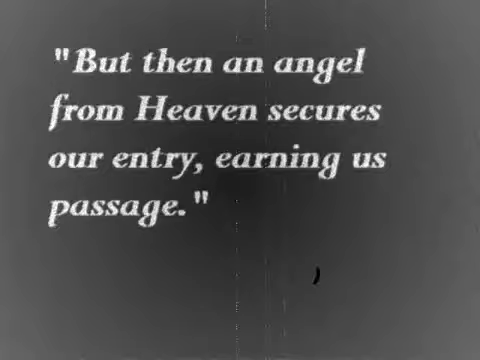 "But then an angel
from Heaven secures
our entry, earning us
passage."